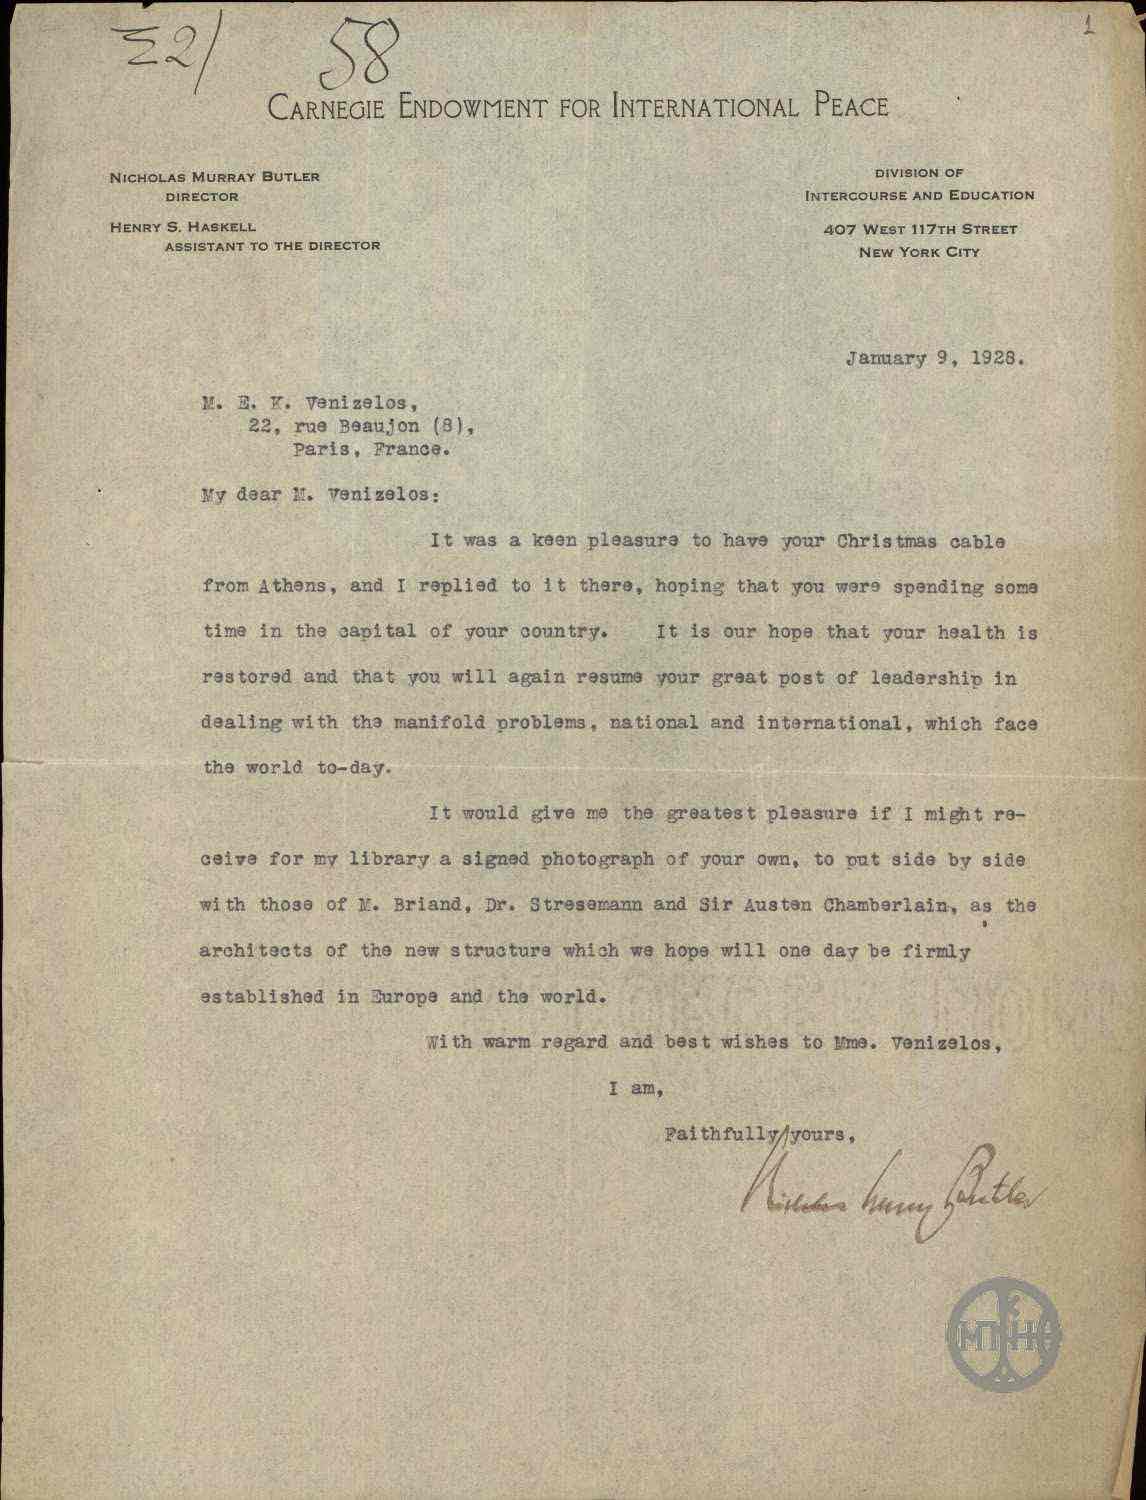 Σ2/ 58
1
CARNEGIE ENDOWMENT FOR INTERNATIONAL PEACE
NICHOLAS MURRAY BUTLER
DIRECTOR
HENRY S. HASKELL
ASSISTANT TO THE DIRECTOR
DIVISION OF
INTERCOURSE AND EDUCATION
407 WEST 117TH STREET
NEW YORK CITY
January 9, 1928.
M. E. K. Venizelos,
22, rue Beaujon (8),
Paris, France.
My dear M. Venizelos:
It was a keen pleasure to have your Christmas cable
from Athens, and I replied to it there, hoping that you were spending some
time in the capital of your country. It is our hope that your health is
restored and that you will again resume your great post of leadership in
dealing with the manifold problems, national and international, which face
the world to-day.
It would give me the greatest pleasure if I might re-
ceive for my library a signed photograph of your own, to put side by side
with those of M. Briand, Dr. Stresemann and Sir Austen Chamberlain, as the
architects of the new structure which we hope will one day be firmly
established in Europe and the world.
With warm regard and best wishes to Mme. Venizelos,
I am,
Faithfully yours,
Nicholas Murray Butler